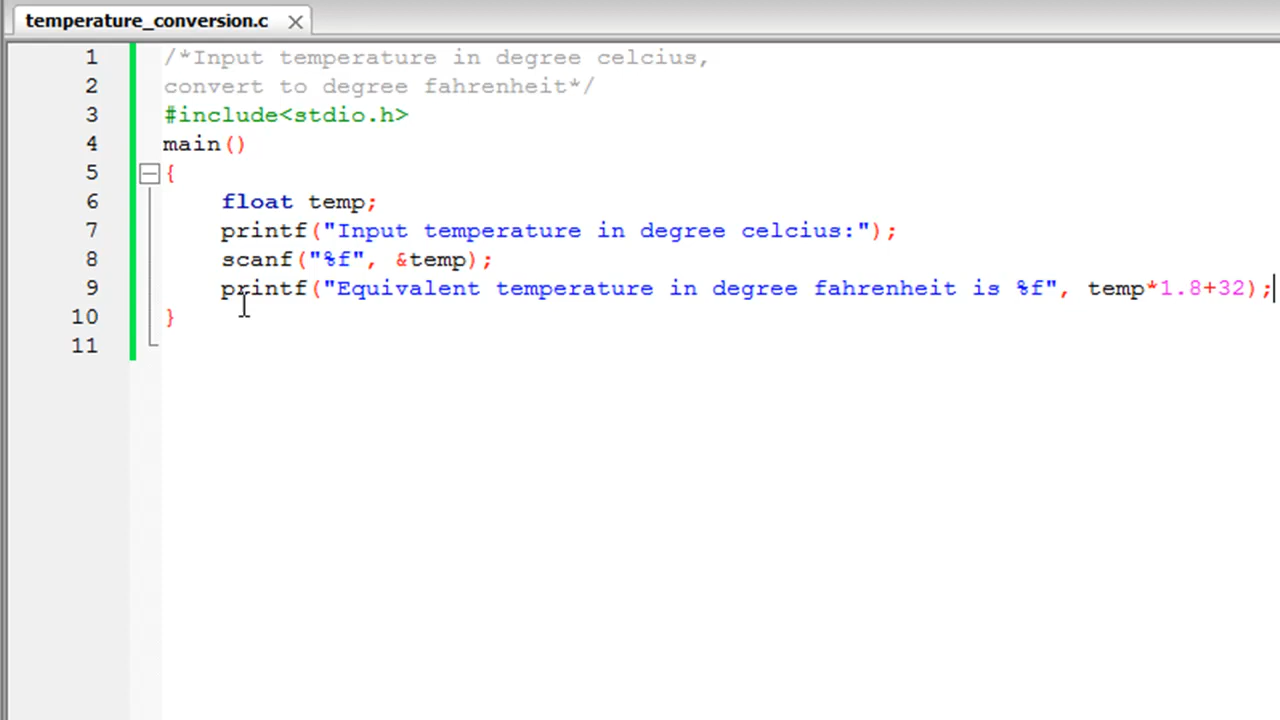 temperature_conversion.c
1 /*Input temperature in degree celcius,
2 convert to degree fahrenheit*/
3 #include<stdio.h>
4 main()
5 {
6 float temp;
7 printf("Input temperature in degree celcius:");
8 scanf("%f", &temp);
9 printf("Equivalent temperature in degree fahrenheit is %f", temp*1.8+32);
10 }
11